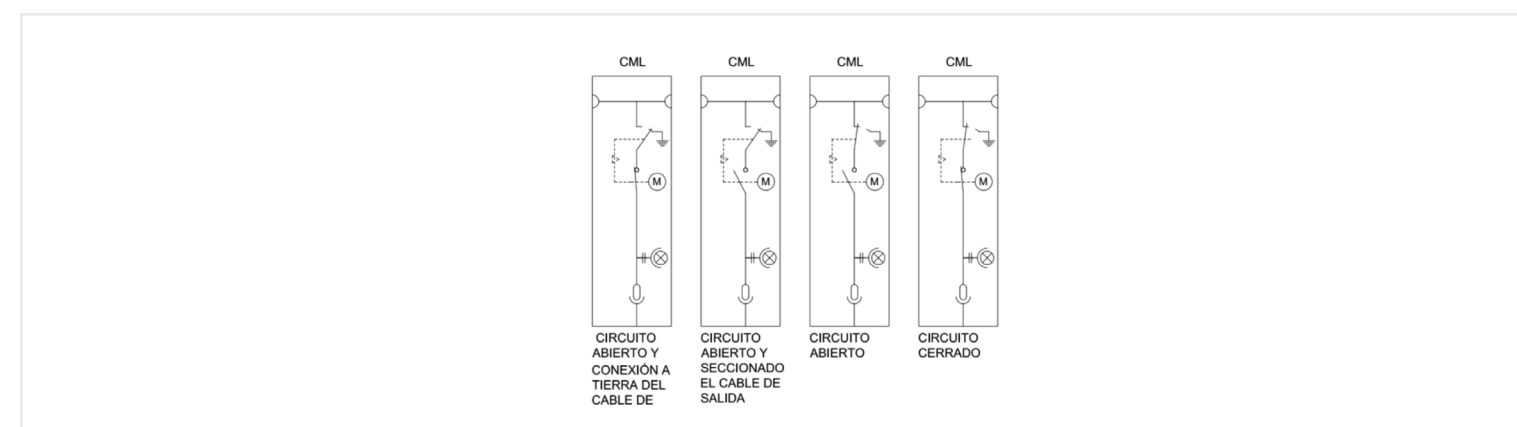 CML
CML
CML
CML
M
M
M
M
CIRCUITO
ABIERTO Y
CONEXIÓN A
TIERRA DEL
CABLE DE
CIRCUITO
ABIERTO Y
SECCIONADO
EL CABLE DE
SALIDA
CIRCUITO
ABIERTO
CIRCUITO
CERRADO